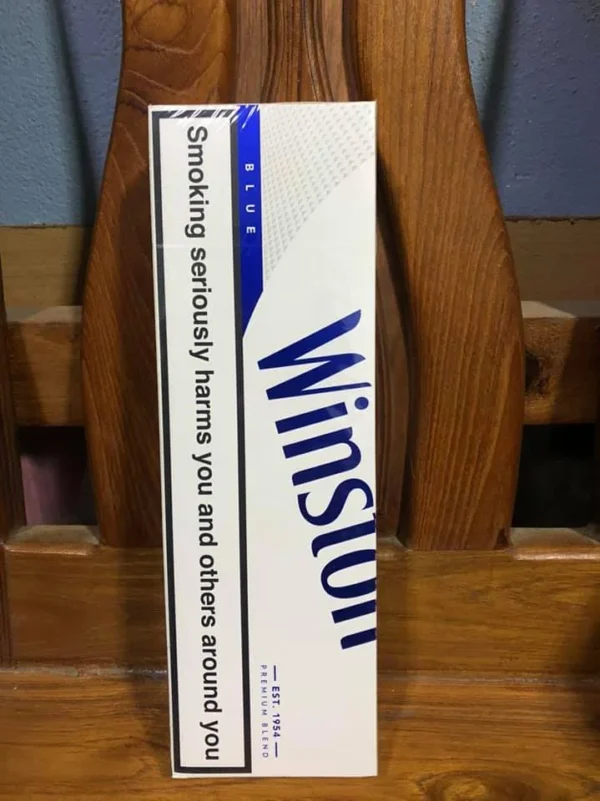 Smoking seriously harms you and others around you
BLUE
Winston
EST. 1954
PREMIUM BLEND